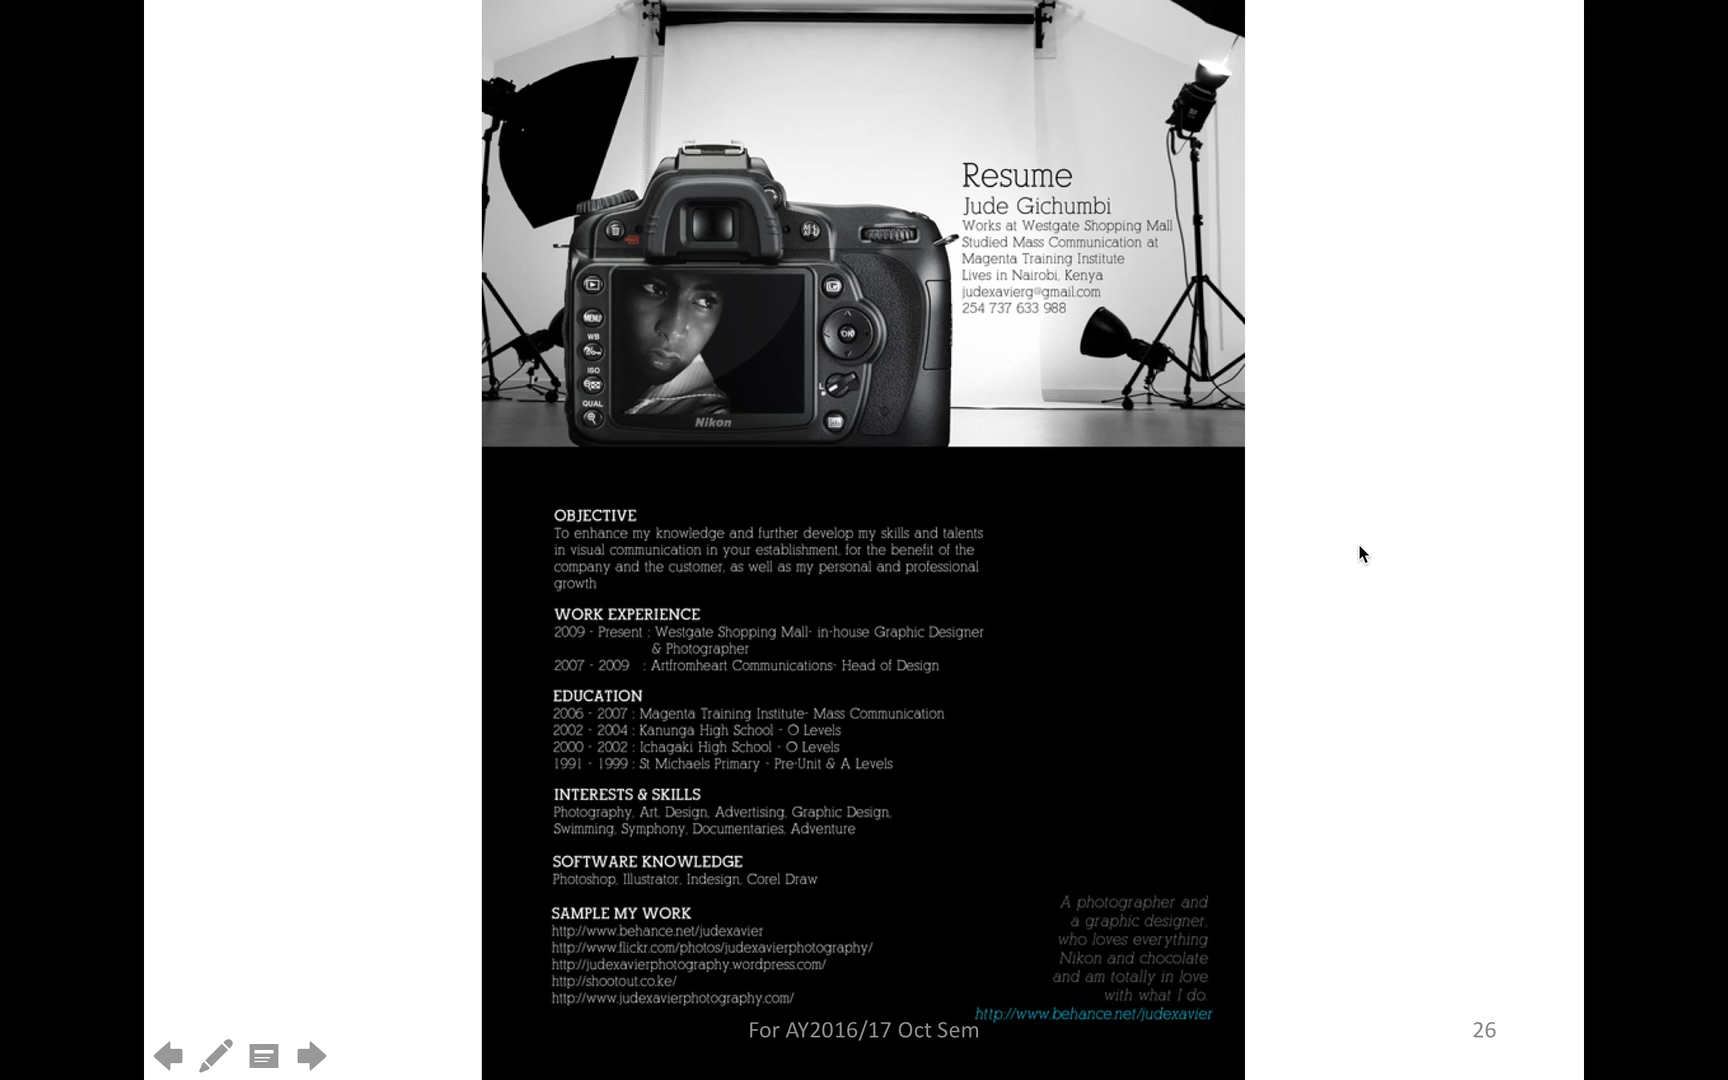 Resume
Jude Gichumbi
Works at Westgate Shopping Mall
Studied Mass Communication at
Magenta Training Institute
Lives in Nairobi, Kenya
judexavierg@gmail.com
254 737 633 988
MENU
WB
ISO
QUAL
Lv
OK
L
Nikon
OBJECTIVE
To enhance my knowledge and further develop my skills and talents
in visual communication in your establishment, for the benefit of the
company and the customer, as well as my personal and professional
growth
WORK EXPERIENCE
2009 - Present : Westgate Shopping Mall- in-house Graphic Designer
& Photographer
2007 - 2009 : Artfromheart Communications- Head of Design
EDUCATION
2006 - 2007 : Magenta Training Institute- Mass Communication
2002 - 2004 : Kanunga High School - O Levels
2000 - 2002 : Ichagaki High School - O Levels
1991 - 1999 : St Michaels Primary - Pre-Unit & A Levels
INTERESTS & SKILLS
Photography, Art, Design, Advertising, Graphic Design,
Swimming, Symphony, Documentaries, Adventure
SOFTWARE KNOWLEDGE
Photoshop, Illustrator, Indesign, Corel Draw
SAMPLE MY WORK
http://www.behance.net/judexavier
http://www.flickr.com/photos/judexavierphotography/
http://judexavierphotography.wordpress.com/
http://shootout.co.ke/
http://www.judexavierphotography.com/
A photographer and
a graphic designer,
who loves everything
Nikon and chocolate
and am totally in love
with what I do.
http://www.behance.net/judexavier
For AY2016/17 Oct Sem
26